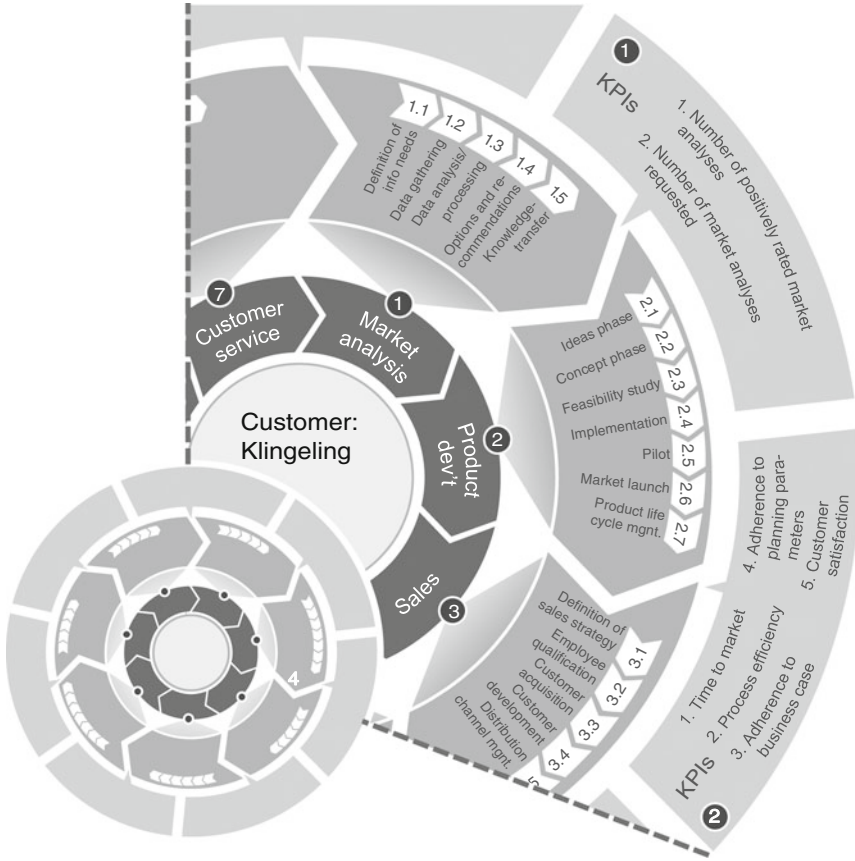 1
KPIs
1. Number of positively rated market
analyses
2. Number of market analyses
requested
1.1
1.2
1.3
1.4
1.5
Definition of
info needs
Data gathering
Data analysis/
processing
Options and re-
commendations
Knowledge-
transfer
7
Customer
service
1
Market
analysis
2
Product
dev't
3
Sales
Customer:
Klingeling
2.1
2.2
2.3
2.4
2.5
2.6
2.7
Ideas phase
Concept phase
Feasibility study
Implementation
Pilot
Market launch
Product life
cycle mgnt.
3.1
3.2
3.3
3.4
5
Definition of
sales strategy
Employee
qualification
Customer
acquisition
Customer
development
Distribution
channel mgnt.
2
KPIs
1. Time to market
2. Process efficiency
3. Adherence to
business case
4. Adherence to
planning para-
meters
5. Customer
satisfaction
4